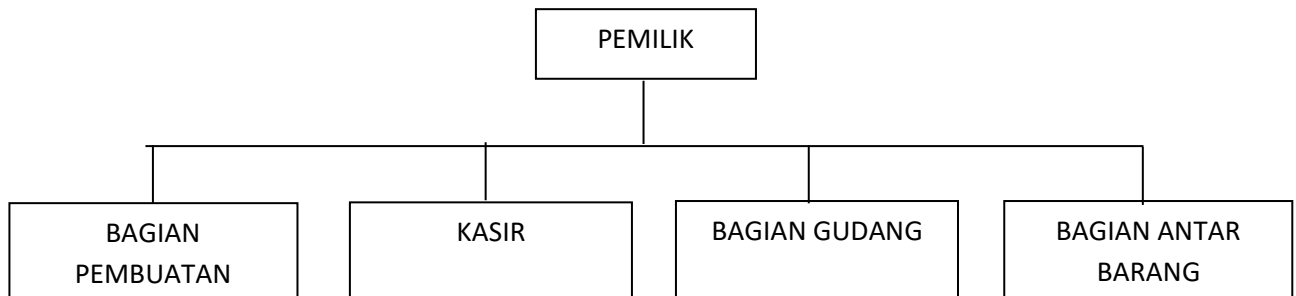 PEMILIK
BAGIAN
PEMBUATAN
KASIR
BAGIAN GUDANG
BAGIAN ANTAR
BARANG